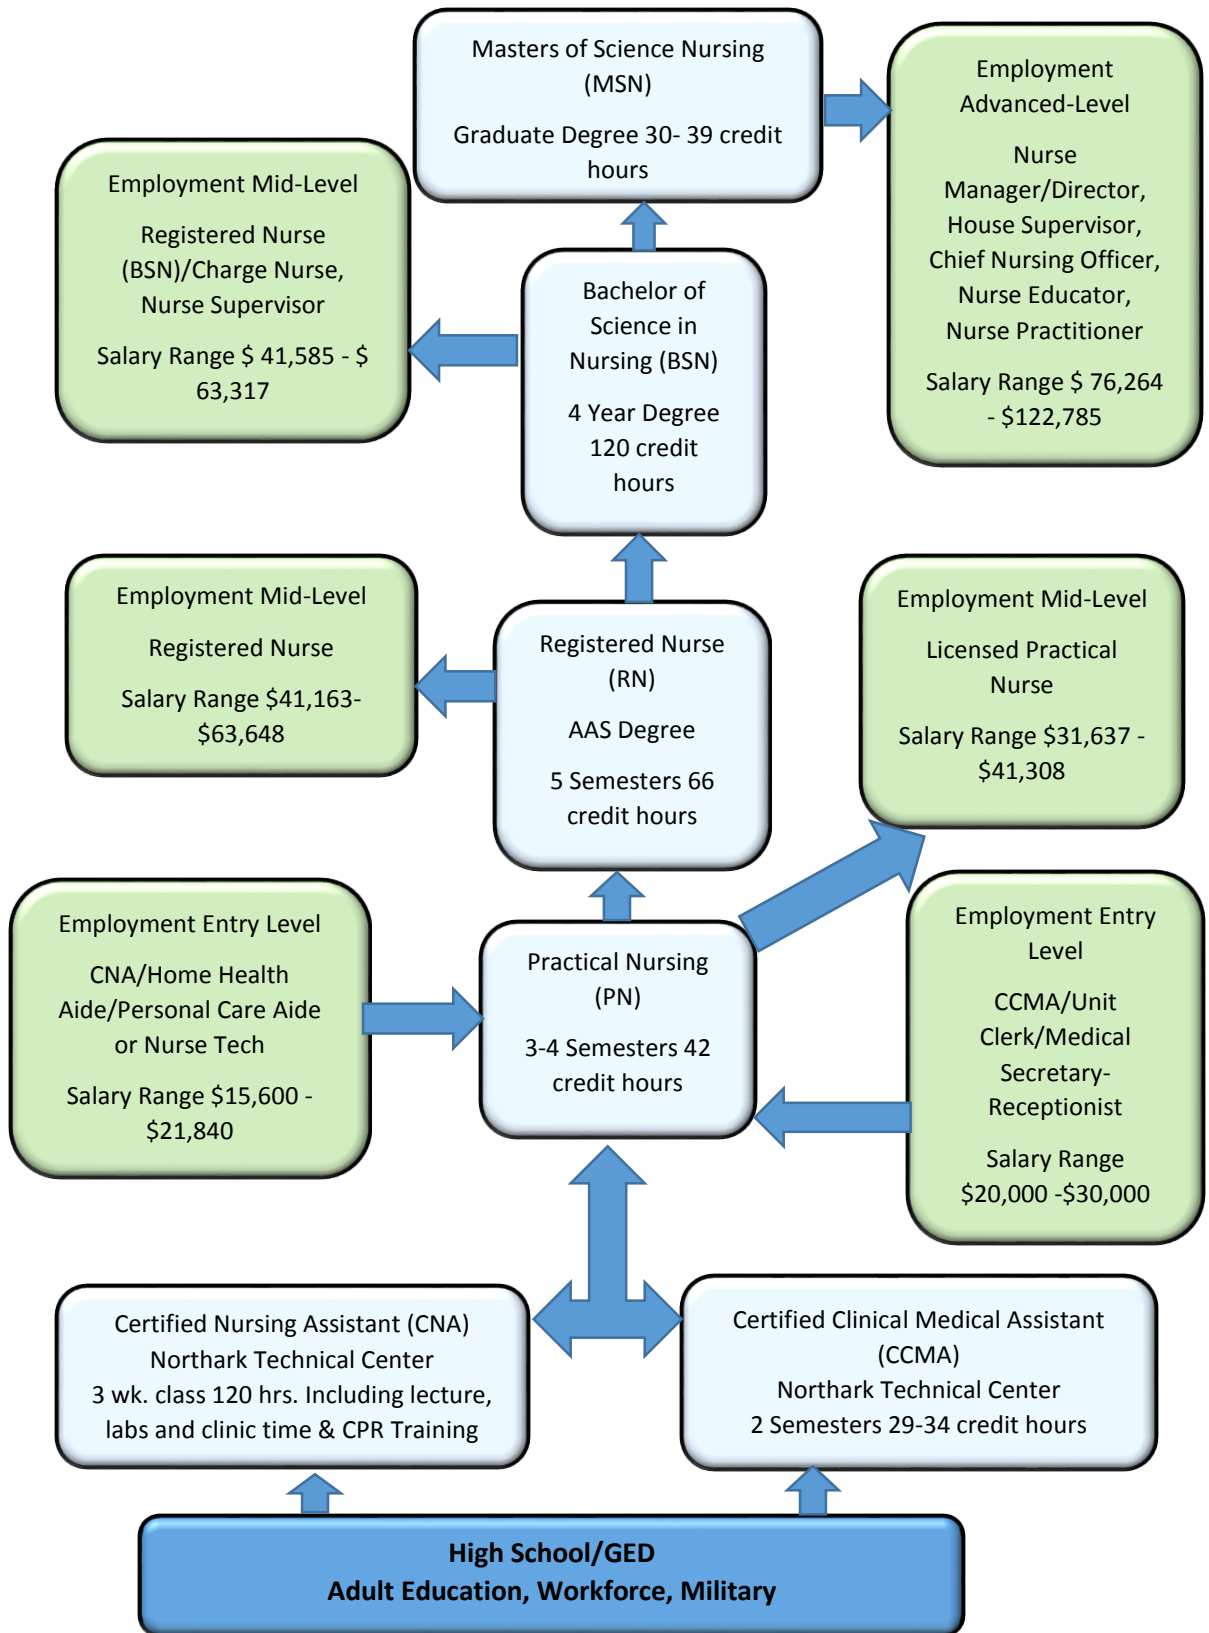 Masters of Science Nursing
(MSN)
Graduate Degree 30- 39 credit
hours
Employment
Advanced-Level
Nurse
Manager/Director,
House Supervisor,
Chief Nursing Officer,
Nurse Educator,
Nurse Practitioner
Salary Range $ 76,264
- $122,785
Employment Mid-Level
Registered Nurse
(BSN)/Charge Nurse,
Nurse Supervisor
Salary Range $ 41,585 - $
63,317
Bachelor of
Science in
Nursing (BSN)
4 Year Degree
120 credit
hours
Employment Mid-Level
Registered Nurse
Salary Range $41,163-
$63,648
Registered Nurse
(RN)
AAS Degree
5 Semesters 66
credit hours
Employment Mid-Level
Licensed Practical
Nurse
Salary Range $31,637 -
$41,308
Employment Entry Level
CNA/Home Health
Aide/Personal Care Aide
or Nurse Tech
Salary Range $15,600 -
$21,840
Practical Nursing
(PN)
3-4 Semesters 42
credit hours
Employment Entry
Level
CCMA/Unit
Clerk/Medical
Secretary-
Receptionist
Salary Range
$20,000 -$30,000
Certified Nursing Assistant (CNA)
Northark Technical Center
3 wk. class 120 hrs. Including lecture,
labs and clinic time & CPR Training
Certified Clinical Medical Assistant
(CCMA)
Northark Technical Center
2 Semesters 29-34 credit hours
High School/GED
Adult Education, Workforce, Military